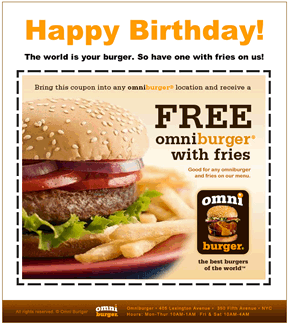 Happy Birthday!
The world is your burger. So have one with fries on us!
Bring this coupon into any omniburger® location and receive a
FREE
omniburger®
with fries
Good for any omniburger
and fries on our menu.
omni
burger.
the best burgers
of the world™
All rights reserved. © Omni Burger
omni
burger.
Omniburger •
Lexington Avenue •
Fifth Avenue • NYC
Hours: Mon-Thur 10AM-1AM Fri & Sat 10AM-4AM